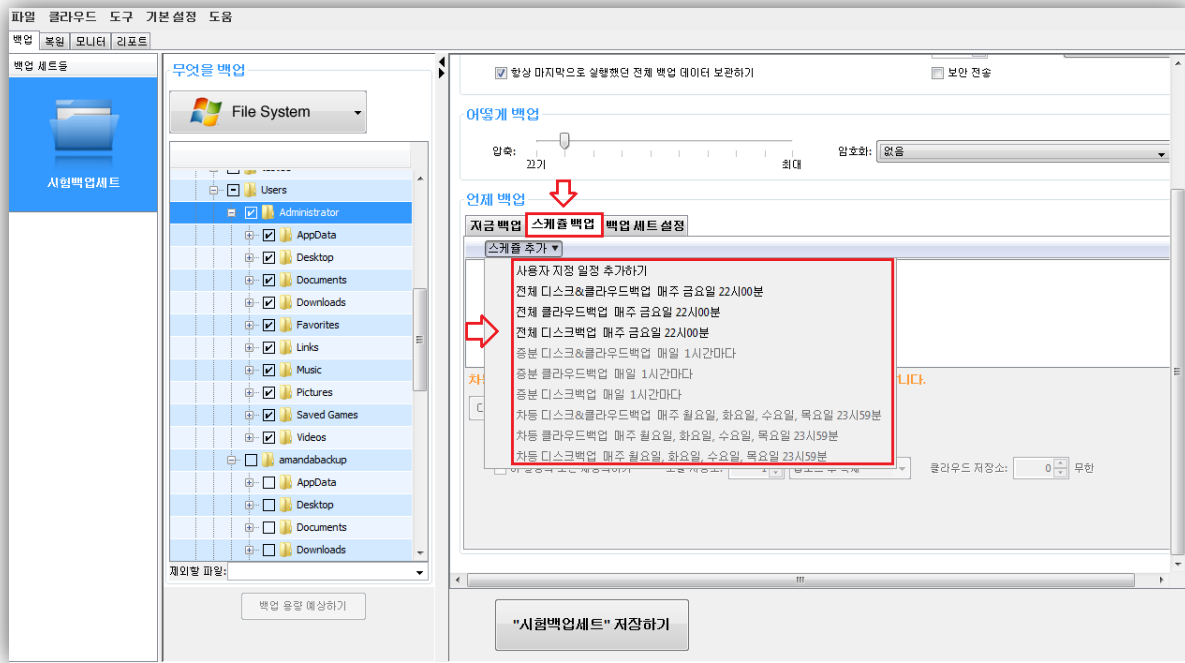 파일 클라우드 도구 기본 설정 도움
백업 복원 모니터 리포트
백업 세트들
시험백업세트
무엇을 백업
File System
Users
Administrator
AppData
Desktop
Documents
Downloads
Favorites
Links
Music
Pictures
Saved Games
Videos
amandabackup
AppData
Desktop
Documents
Downloads
제외할 파일:
백업 용량 예상하기
항상 마지막으로 실행했던 전체 백업 데이터 보관하기
보안 전송
어떻게 백업
압축:
끄기
최대
암호화: 없음
언제 백업
지금 백업 스케쥴 백업 백업 세트 설정
스케쥴 추가 ▼
사용자 지정 일정 추가하기
전체 디스크&클라우드백업 매주 금요일 22시00분
전체 클라우드백업 매주 금요일 22시00분
전체 디스크백업 매주 금요일 22시00분
증분 디스크&클라우드백업 매일 1시간마다
증분 클라우드백업 매일 1시간마다
증분 디스크백업 매일 1시간마다
차등 디스크&클라우드백업 매주 월요일, 화요일, 수요일, 목요일 23시59분
차등 클라우드백업 매주 월요일, 화요일, 수요일, 목요일 23시59분
차등 디스크백업 매주 월요일, 화요일, 수요일, 목요일 23시59분
니다.
클라우드 저장소: 0 무한
"시험백업세트" 저장하기